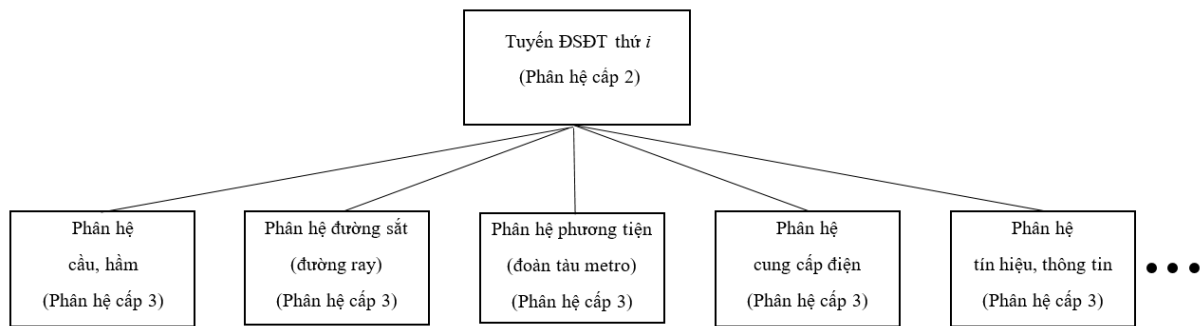 Tuyến ĐSĐT thứ i
(Phân hệ cấp 2)
Phân hệ
cầu, hầm
(Phân hệ cấp 3)
Phân hệ đường sắt
(đường ray)
(Phân hệ cấp 3)
Phân hệ phương tiện
(đoàn tàu metro)
(Phân hệ cấp 3)
Phân hệ
cung cấp điện
(Phân hệ cấp 3)
Phân hệ
tín hiệu, thông tin
(Phân hệ cấp 3)